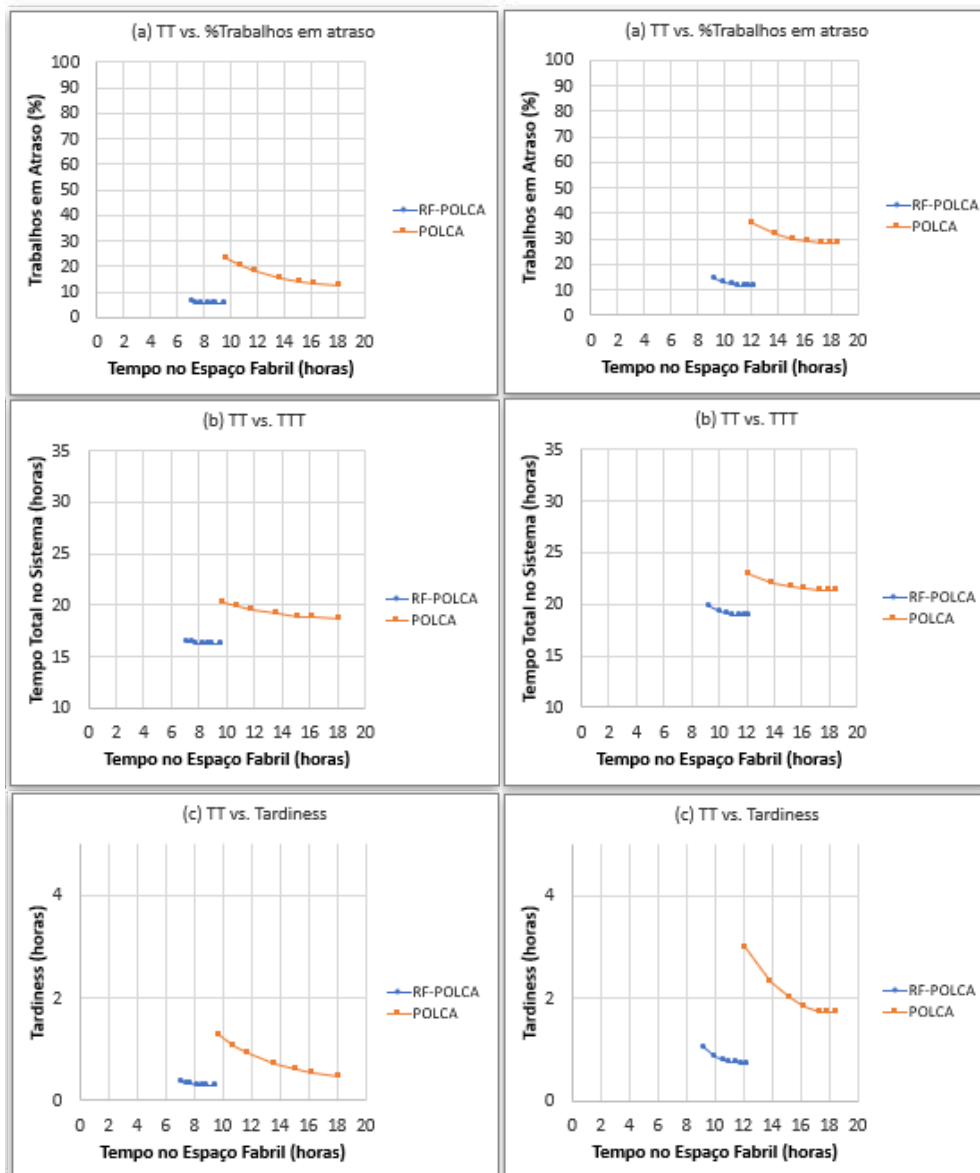 (a) TT vs. %Trabalhos em atraso
Trabalhos em Atraso (%)
100
90
80
70
60
50
40
30
20
10
0
0 2 4 6 8 10 12 14 16 18 20
Tempo no Espaço Fabril (horas)
RF-POLCA
POLCA
(a) TT vs. %Trabalhos em atraso
Trabalhos em Atraso (%)
100
90
80
70
60
50
40
30
20
10
0
0 2 4 6 8 10 12 14 16 18 20
Tempo no Espaço Fabril (horas)
RF-POLCA
POLCA
(b) TT vs. TTT
Tempo Total no Sistema (horas)
35
30
25
20
15
10
0 2 4 6 8 10 12 14 16 18 20
Tempo no Espaço Fabril (horas)
RF-POLCA
POLCA
(b) TT vs. TTT
Tempo Total no Sistema (horas)
35
30
25
20
15
10
0 2 4 6 8 10 12 14 16 18 20
Tempo no Espaço Fabril (horas)
RF-POLCA
POLCA
(c) TT vs. Tardiness
Tardiness (horas)
4
2
0
0 2 4 6 8 10 12 14 16 18 20
Tempo no Espaço Fabril (horas)
RF-POLCA
POLCA
(c) TT vs. Tardiness
Tardiness (horas)
4
2
0
0 2 4 6 8 10 12 14 16 18 20
Tempo no Espaço Fabril (horas)
RF-POLCA
POLCA